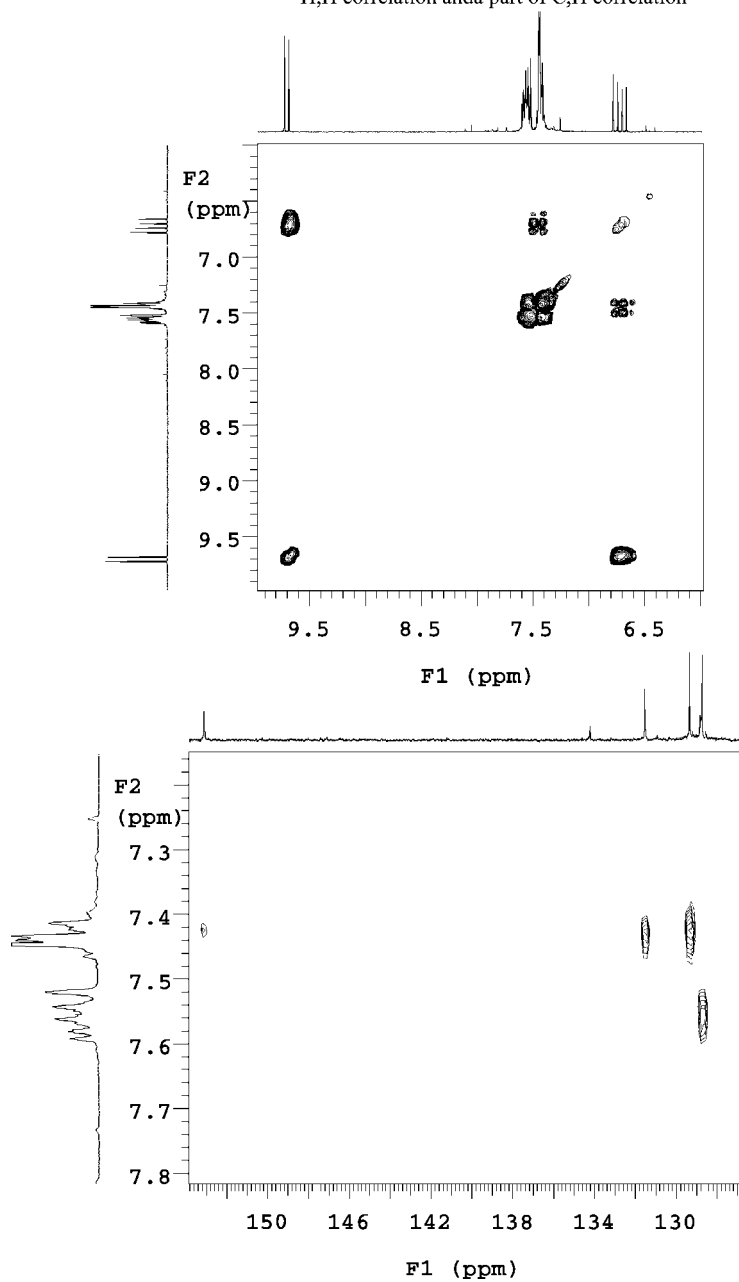 H,H correlation anda part of C,H correlation
F2
(ppm)
7.0
7.5
8.0
8.5
9.0
9.5
9.5 8.5 7.5 6.5
F1 (ppm)
F2
(ppm)
7.3
7.4
7.5
7.6
7.7
7.8
150 146 142 138 134 130
F1 (ppm)